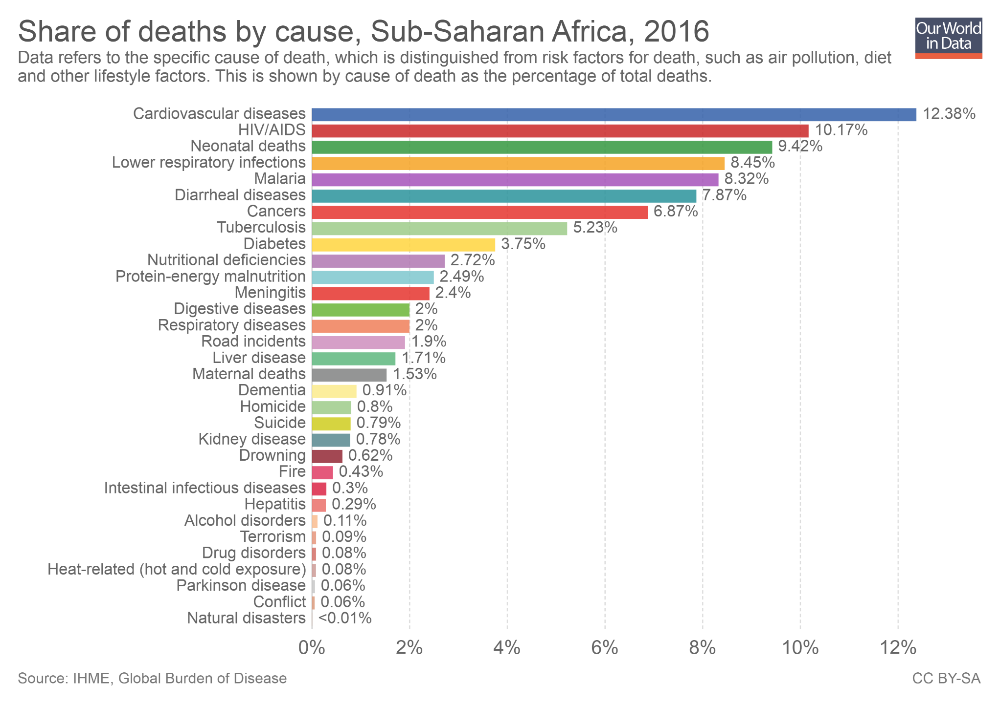 Share of deaths by cause, Sub-Saharan Africa, 2016
Our World
in Data
Data refers to the specific cause of death, which is distinguished from risk factors for death, such as air pollution, diet
and other lifestyle factors. This is shown by cause of death as the percentage of total deaths.
Cardiovascular diseases 12.38%
HIV/AIDS 10.17%
Neonatal deaths 9.42%
Lower respiratory infections 8.45%
Malaria 8.32%
Diarrheal diseases 7.87%
Cancers 6.87%
Tuberculosis 5.23%
Diabetes 3.75%
Nutritional deficiencies 2.72%
Protein-energy malnutrition 2.49%
Meningitis 2.4%
Digestive diseases 2%
Respiratory diseases 2%
Road incidents 1.9%
Liver disease 1.71%
Maternal deaths 1.53%
Dementia 0.91%
Homicide 0.8%
Suicide 0.79%
Kidney disease 0.78%
Drowning 0.62%
Fire 0.43%
Intestinal infectious diseases 0.3%
Hepatitis 0.29%
Alcohol disorders 0.11%
Terrorism 0.09%
Drug disorders 0.08%
Heat-related (hot and cold exposure) 0.08%
Parkinson disease 0.06%
Conflict 0.06%
Natural disasters <0.01%
0% 2% 4% 6% 8% 10% 12%
Source: IHME, Global Burden of Disease CC BY-SA